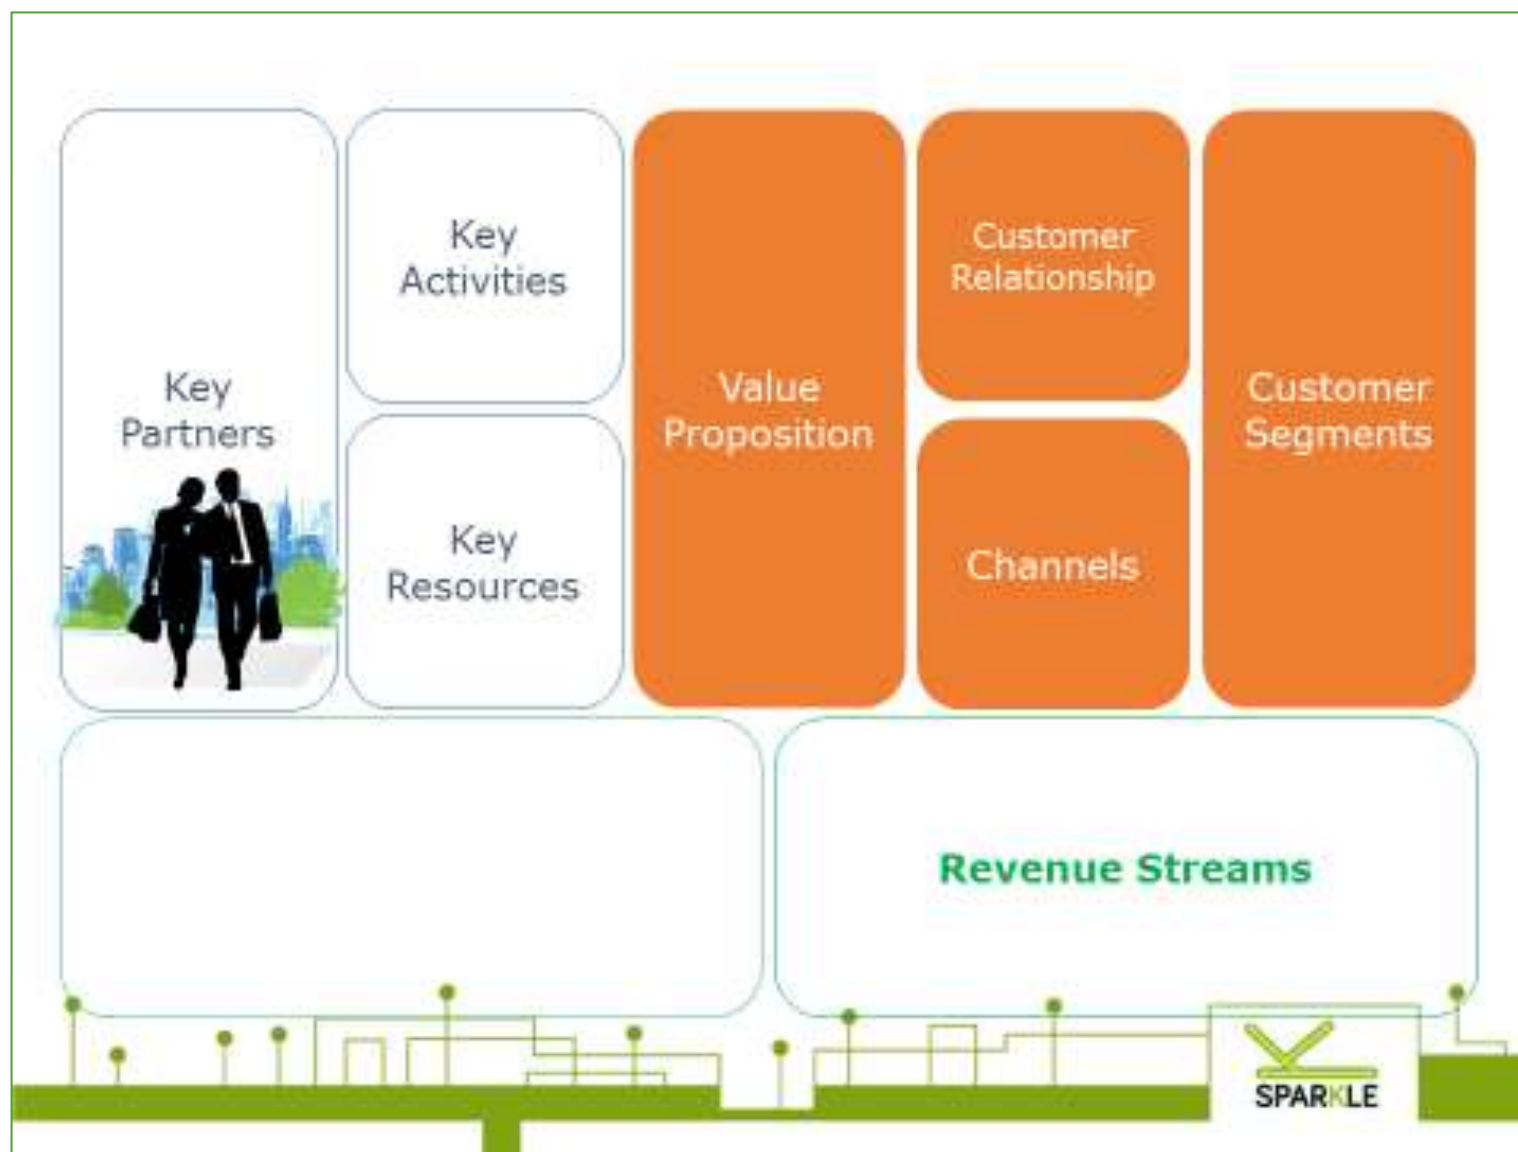 Key
Partners
Key
Activities
Key
Resources
Value
Proposition
Customer
Relationship
Channels
Customer
Segments
Revenue Streams
SPARKLE